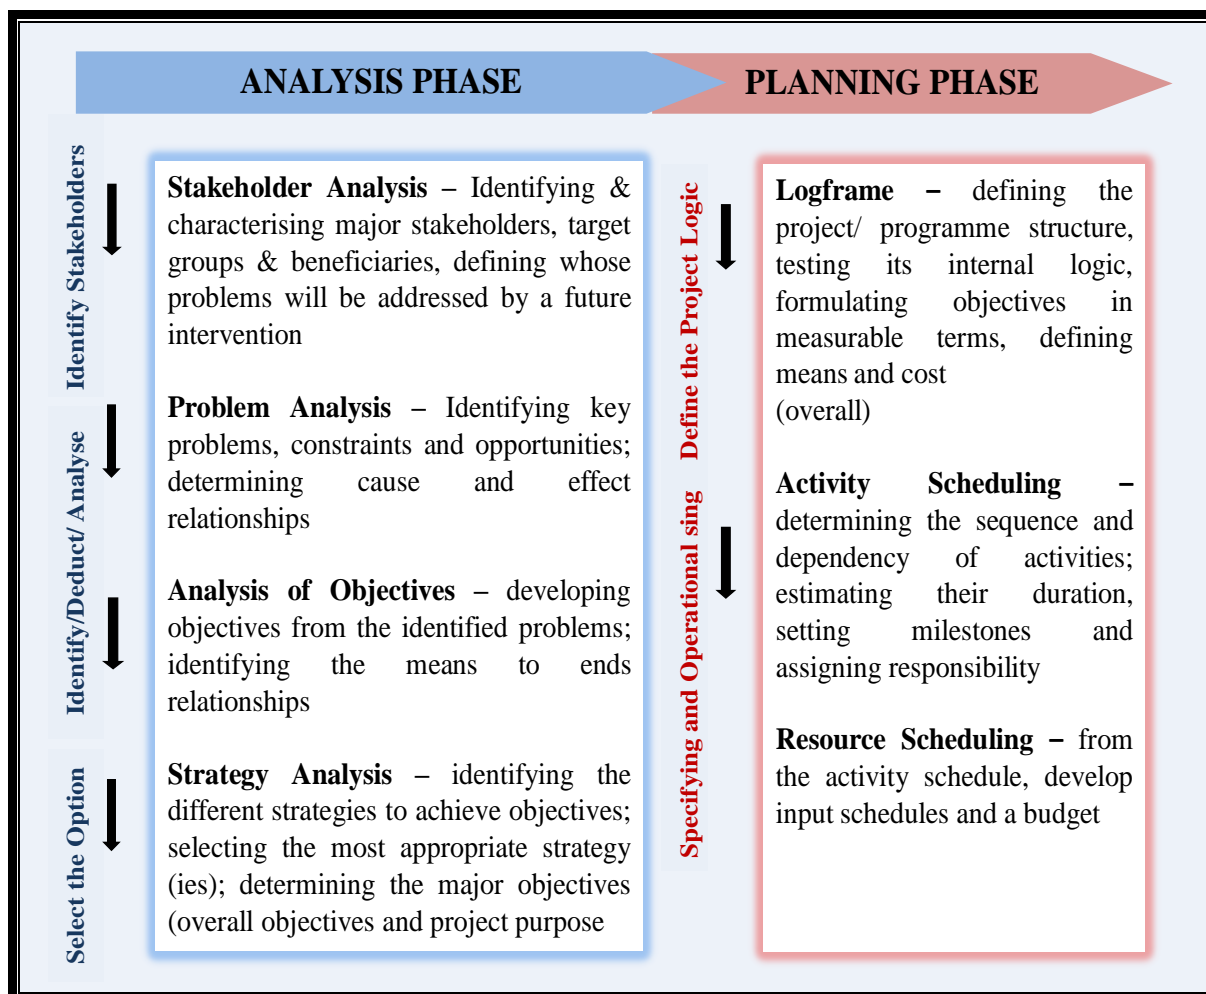 ANALYSIS PHASE
PLANNING PHASE
Identify Stakeholders
Identify/Deduct/ Analyse
Select the Option
Stakeholder Analysis – Identifying &
characterising major stakeholders, target
groups & beneficiaries, defining whose
problems will be addressed by a future
intervention
Problem Analysis – Identifying key
problems, constraints and opportunities;
determining cause and effect
relationships
Analysis of Objectives – developing
objectives from the identified problems;
identifying the means to ends
relationships
Strategy Analysis – identifying the
different strategies to achieve objectives;
selecting the most appropriate strategy
(ies); determining the major objectives
(overall objectives and project purpose
Define the Project Logic
Specifying and Operational sing
Logframe – defining the
project/ programme structure,
testing its internal logic,
formulating objectives in
measurable terms, defining
means and cost
(overall)
Activity Scheduling –
determining the sequence and
dependency of activities;
estimating their duration,
setting milestones and
assigning responsibility
Resource Scheduling – from
the activity schedule, develop
input schedules and a budget